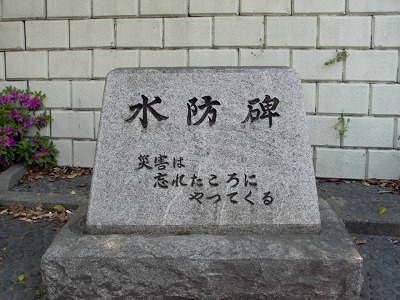 水防碑
災害は
忘れたころに
やってくる